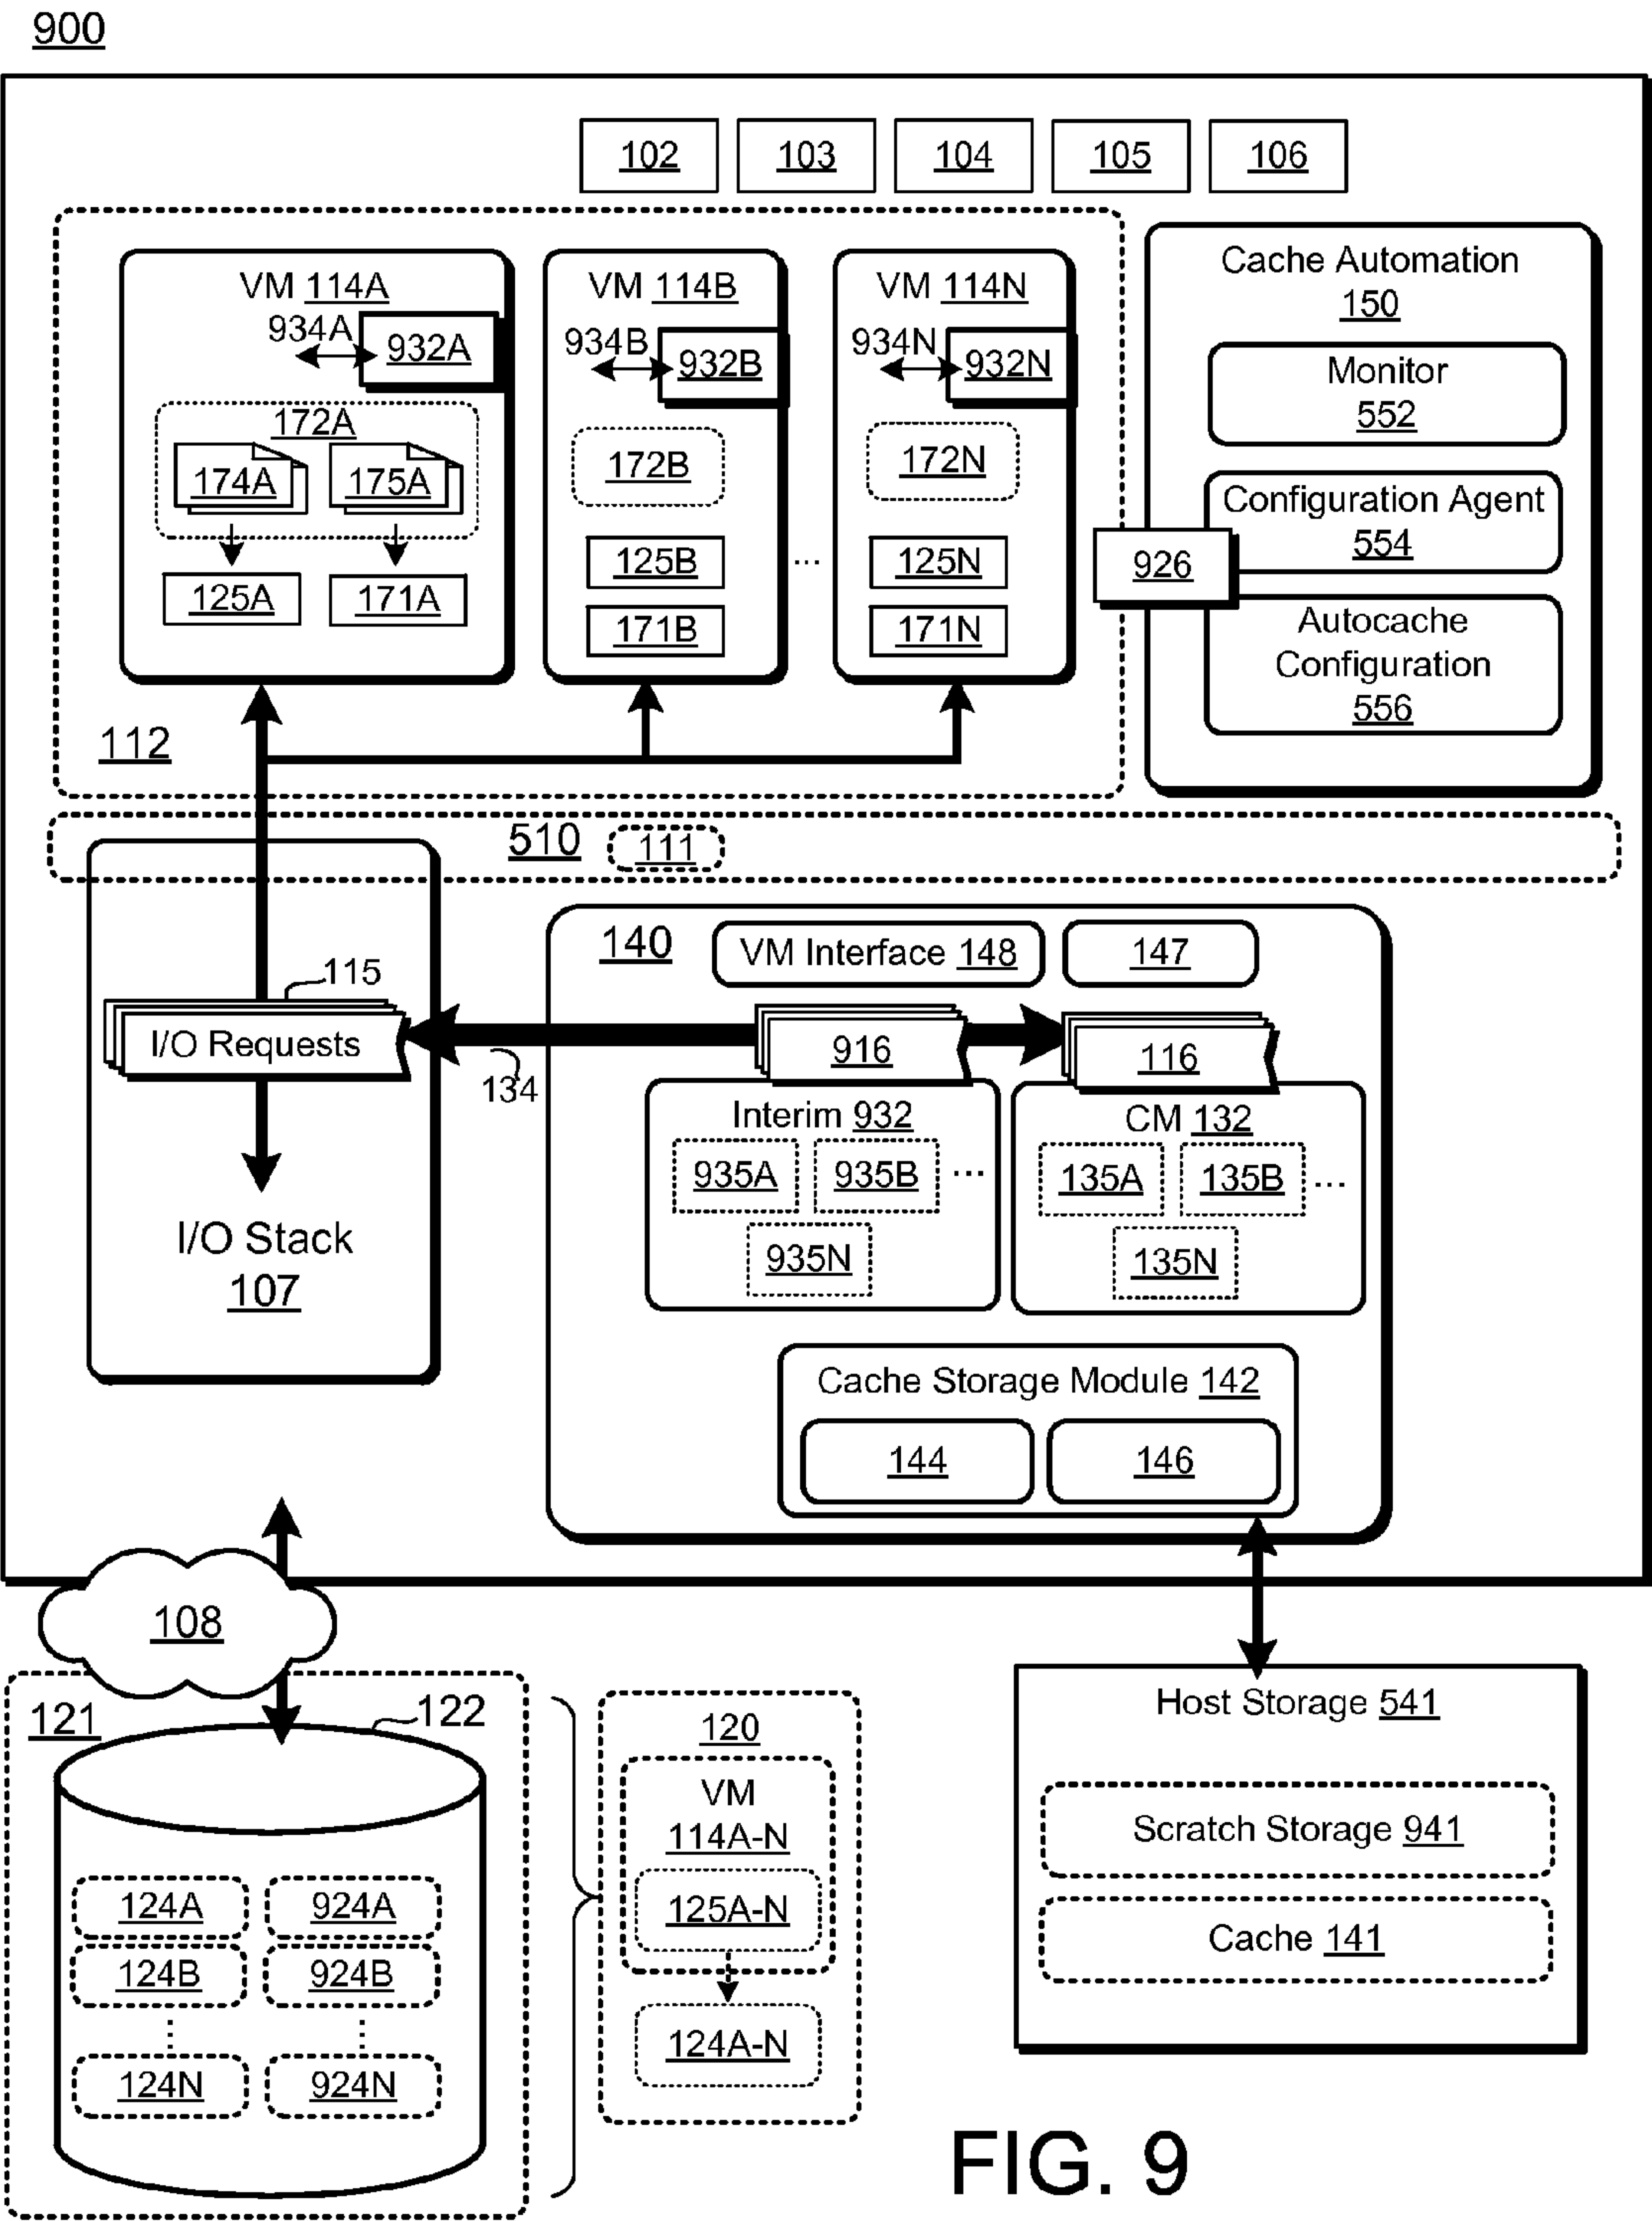 900
102 103 104 105 106
VM 114A
934A
932A
172A
174A 175A
125A 171A
VM 114B
934B
932B
172B
125B
171B
...
VM 114N
934N
932N
172N
125N
171N
112
Cache Automation
150
Monitor
552
Configuration Agent
554
926
Autocache
Configuration
556
510 111
115
I/O Requests
134
I/O Stack
107
140
VM Interface 148
147
916
116
Interim 932
935A 935B ...
935N
CM 132
135A 135B ...
135N
Cache Storage Module 142
144 146
108
121
122
124A 924A
124B 924B
124N 924N
120
VM
114A-N
125A-N
124A-N
Host Storage 541
Scratch Storage 941
Cache 141
FIG. 9